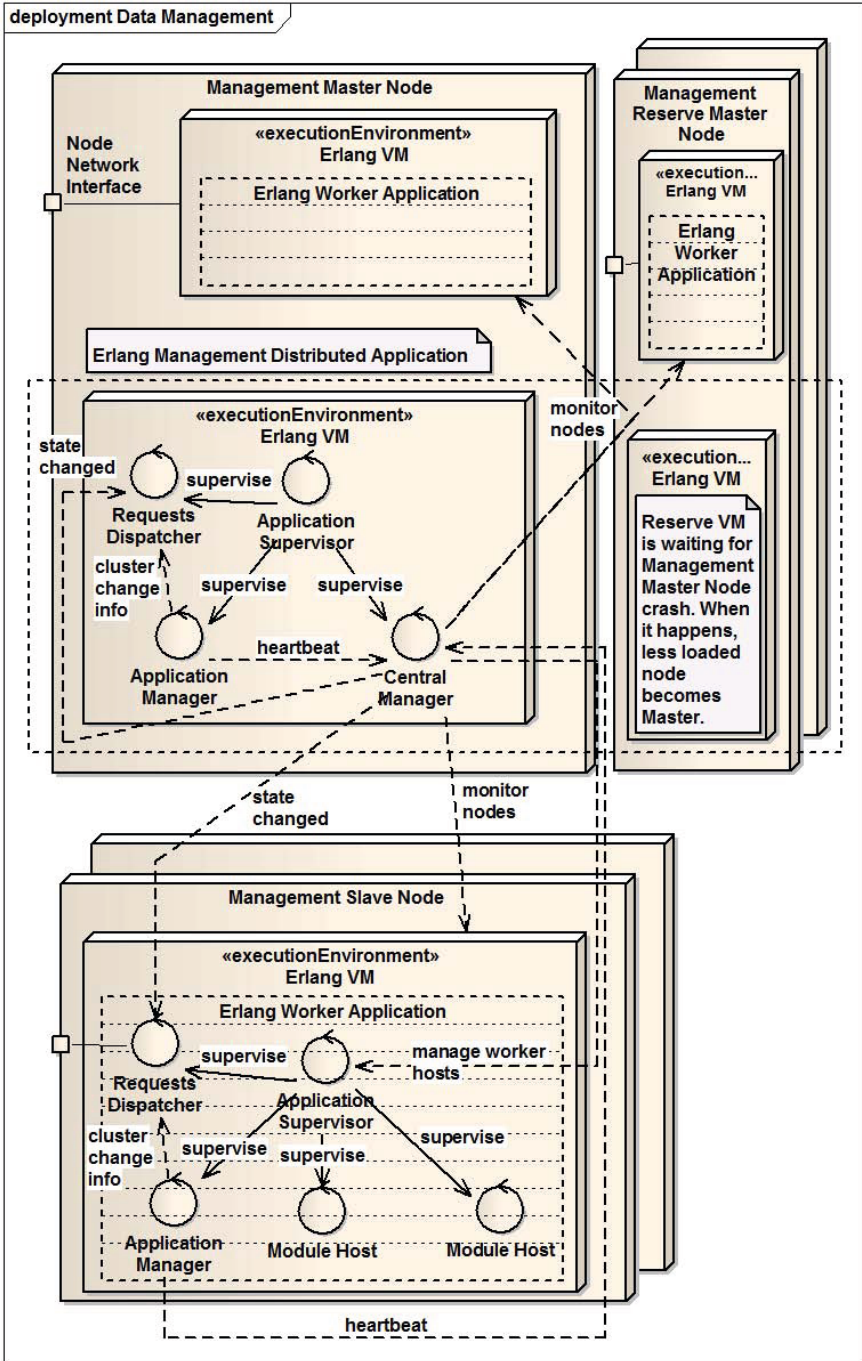 deployment Data Management
Management Master Node
Node
Network
Interface
«executionEnvironment»
Erlang VM
Erlang Worker Application
Management
Reserve Master
Node
«execution...
Erlang VM
Erlang
Worker
Application
Erlang Management Distributed Application
monitor
nodes
«executionEnvironment»
Erlang VM
state
changed
supervise
Requests
Dispatcher
Application
Supervisor
cluster
change
info
supervise
supervise
heartbeat
Application
Manager
Central
Manager
«execution...
Erlang VM
Reserve VM
is waiting for
Management
Master Node
crash. When
it happens,
less loaded
node
becomes
Master.
state
changed
monitor
nodes
Management Slave Node
«executionEnvironment»
Erlang VM
Erlang Worker Application
supervise
manage worker
hosts
Requests
Dispatcher
Application
Supervisor
cluster
change
info
supervise
supervise
supervise
Application
Manager
Module Host
Module Host
heartbeat